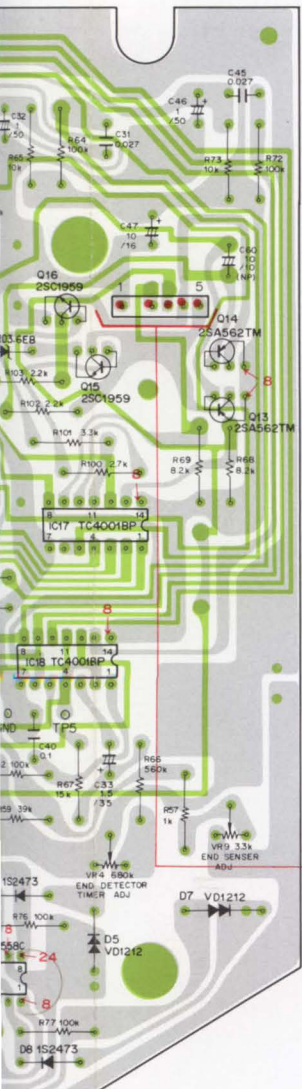 C32
1
/50
R65
10k
R64
100k
C31
0.027
C46
1
/50
C45
0.027
R73
10k
R72
100k
C47
10
/16
C60
10
/10
(NP)
Q16
2SC1959
1
5
Q14
2SA562TM
8
Q13
2SA562TM
R103 2.2k
Q15
2SC1959
R102 2.2k
R101 3.3k
R100 2.7k
R69
8.2k
R68
8.2k
8
8 11 14
IC17 TC4001BP
7 4 1
8
8 11 14
IC18 TC4001BP
7 4 1
GND
TP5
C40
0.1
100k
R67
15k
C33
1.5
/35
R66
560k
R57
1k
39k
VR4 680k
END DETECTOR
TIMER ADJ
VR9 33k
END SENSER
ADJ
1S2473
D7 VD1212
R76 100k
8
558C
24
8
1
8
D5
VD1212
R77 100k
D8 1S2473